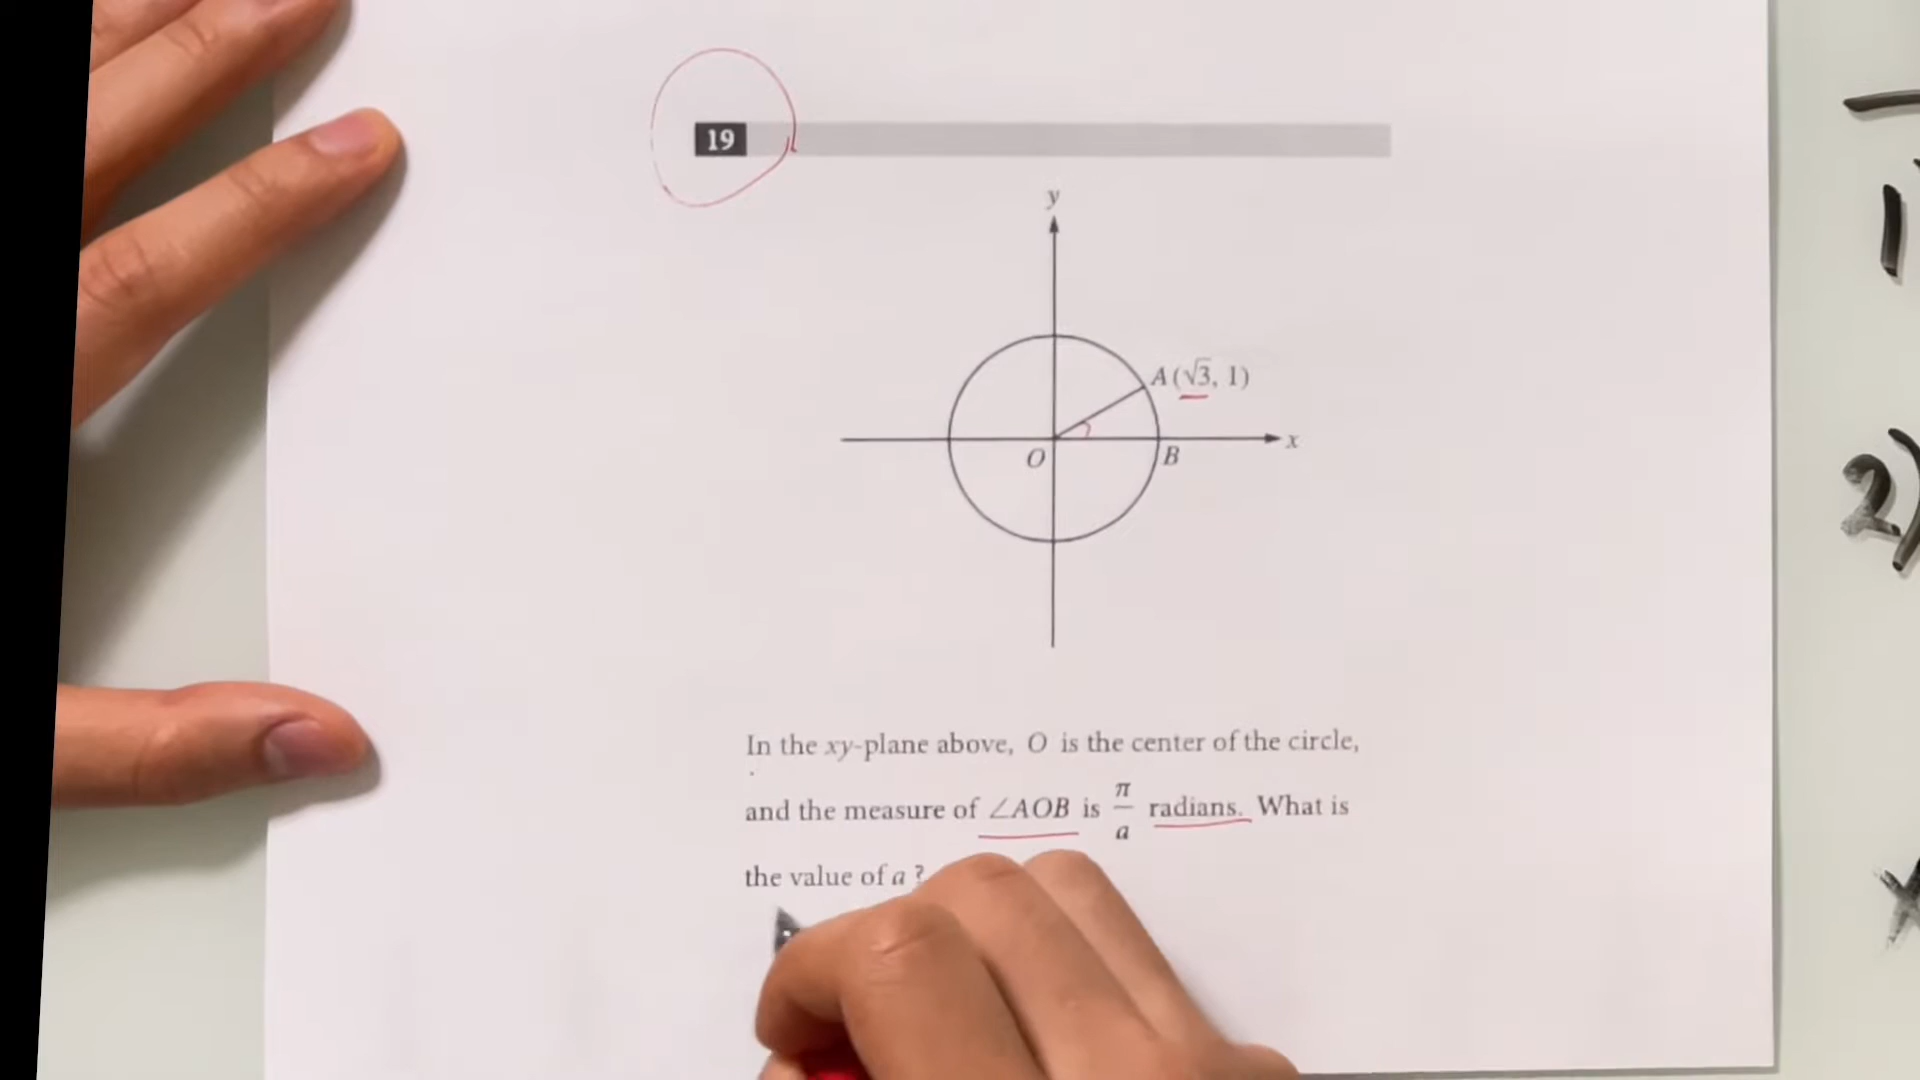 19
y
A (√3, 1)
x
O
B
In the xy-plane above, O is the center of the circle,
and the measure of ∠AOB is π/a radians. What is
the value of a ?
1)
2)